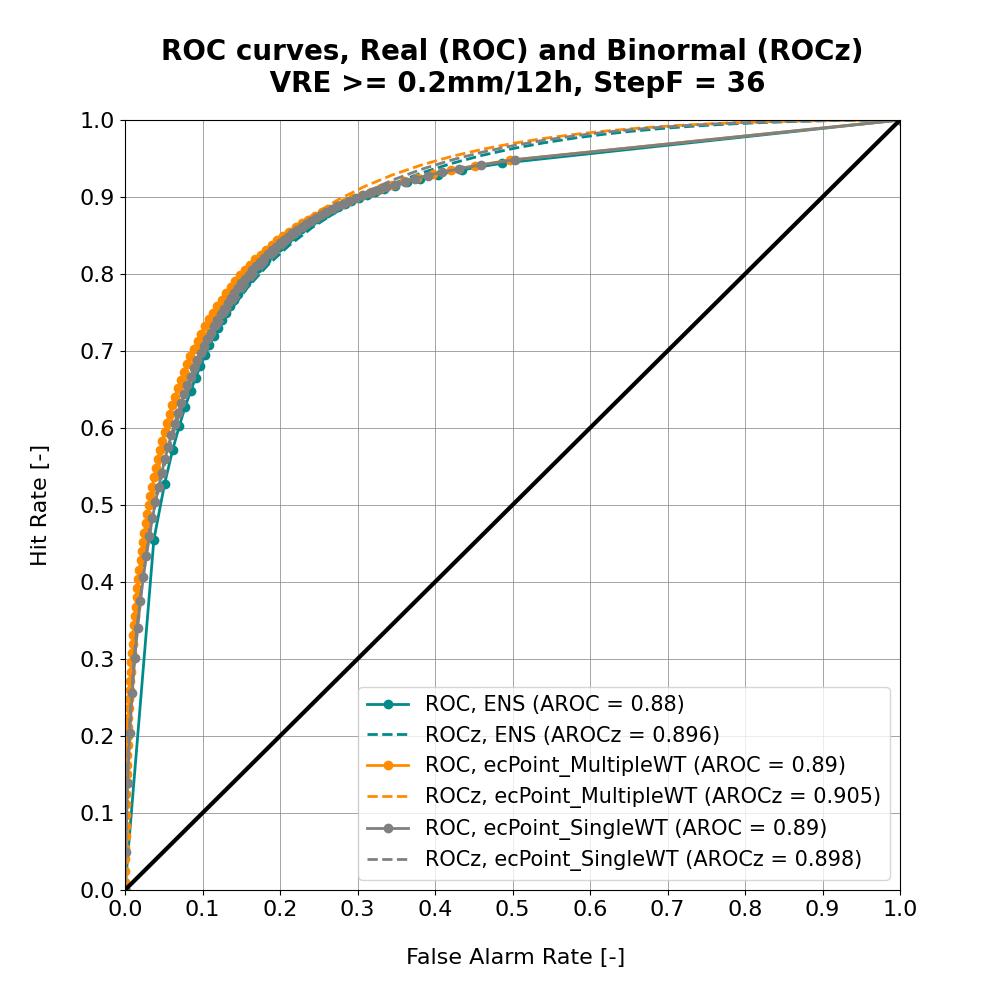 ROC curves, Real (ROC) and Binormal (ROCz)
VRE >= 0.2mm/12h, StepF = 36
1.0
0.9
0.8
0.7
0.6
0.5
0.4
0.3
0.2
0.1
0.0
Hit Rate [-]
ROC, ENS (AROC = 0.88)
ROCz, ENS (AROCz = 0.896)
ROC, ecPoint_MultipleWT (AROC = 0.89)
ROCz, ecPoint_MultipleWT (AROCz = 0.905)
ROC, ecPoint_SingleWT (AROC = 0.89)
ROCz, ecPoint_SingleWT (AROCz = 0.898)
0.0 0.1 0.2 0.3 0.4 0.5 0.6 0.7 0.8 0.9 1.0
False Alarm Rate [-]